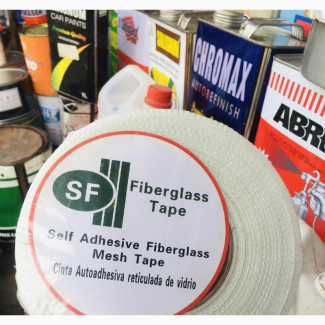 CAR PAINTS
CHROMAX
AUTOREFINISH
ABRO
SF
Fiberglass
Tape
Self Adhesive Fiberglass
Mesh Tape
Cinta Autoadhesiva reticulada de vidrio